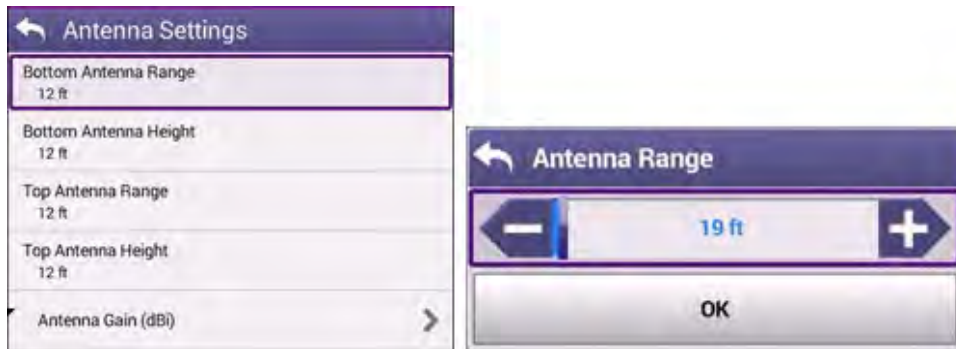 Antenna Settings
Bottom Antenna Range
12 ft
Bottom Antenna Height
12 ft
Top Antenna Range
12 ft
Top Antenna Height
12 ft
Antenna Gain (dBi)
Antenna Range
19 ft
OK